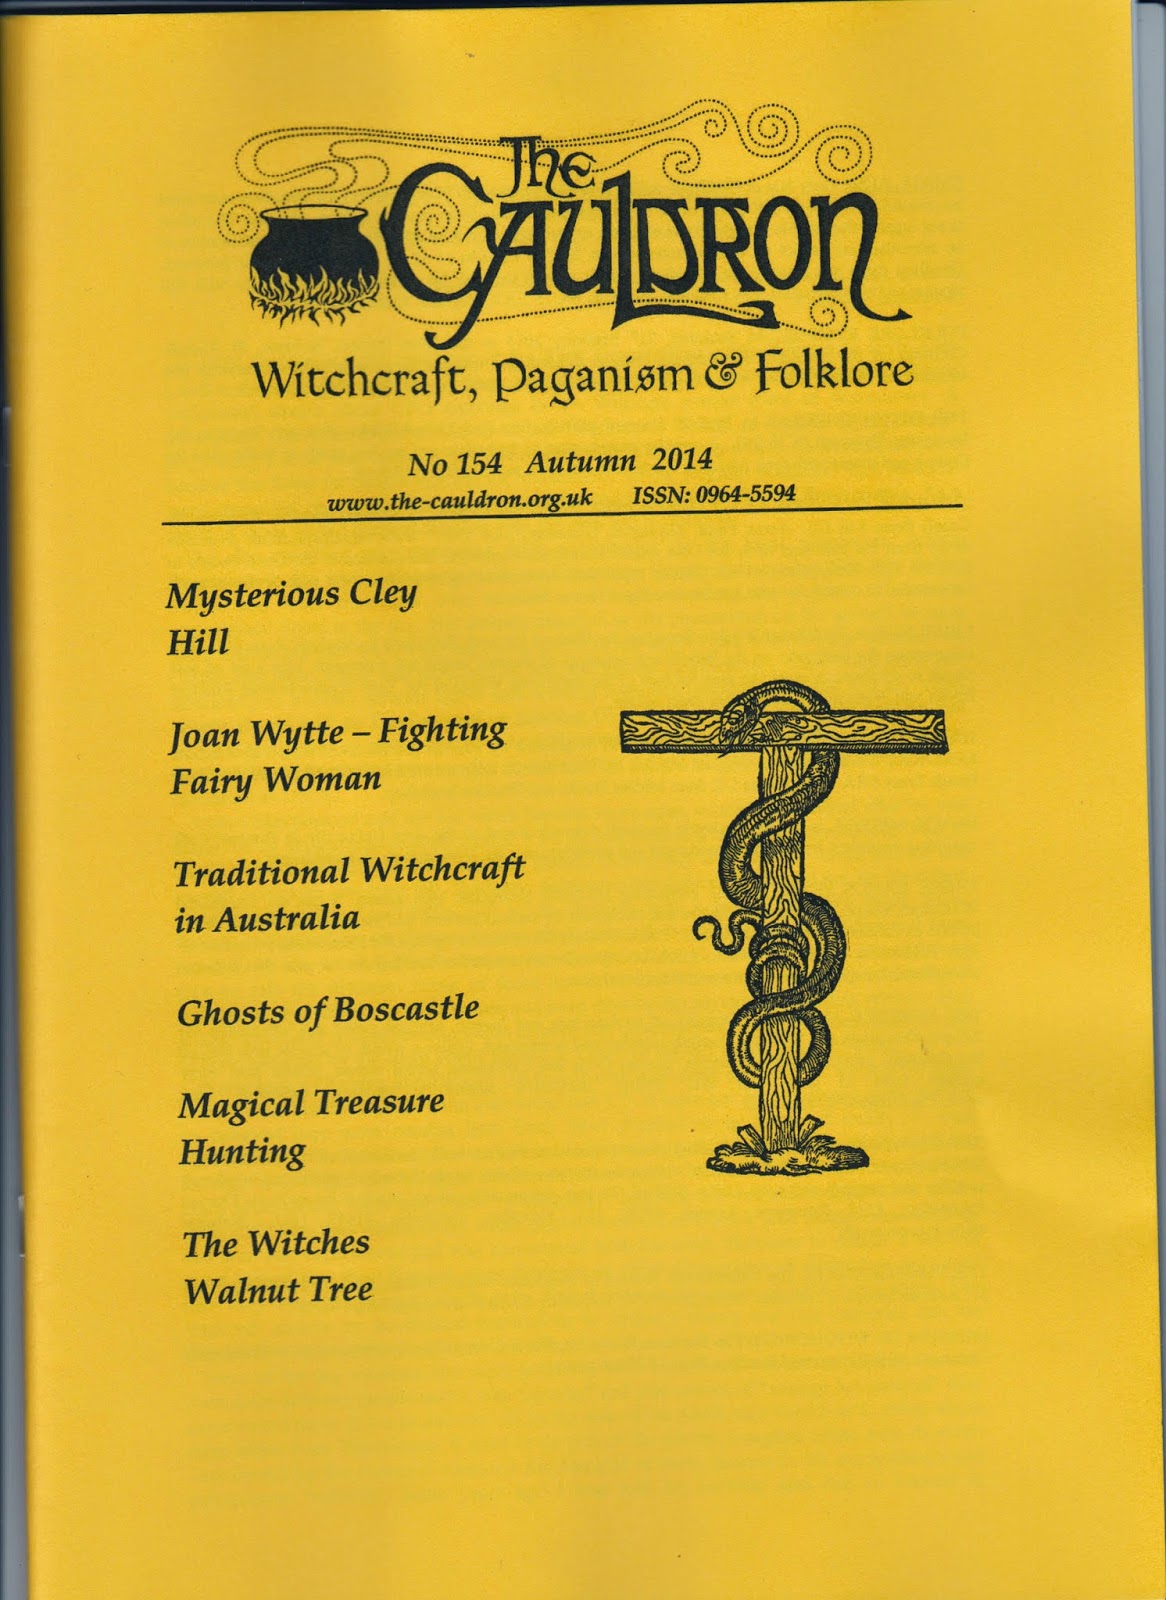 The
Cauldron
Witchcraft, Paganism & Folklore
No 154 Autumn 2014
www.the-cauldron.org.uk ISSN: 0964-5594
Mysterious Cley
Hill
Joan Wytte – Fighting
Fairy Woman
Traditional Witchcraft
in Australia
Ghosts of Boscastle
Magical Treasure
Hunting
The Witches
Walnut Tree